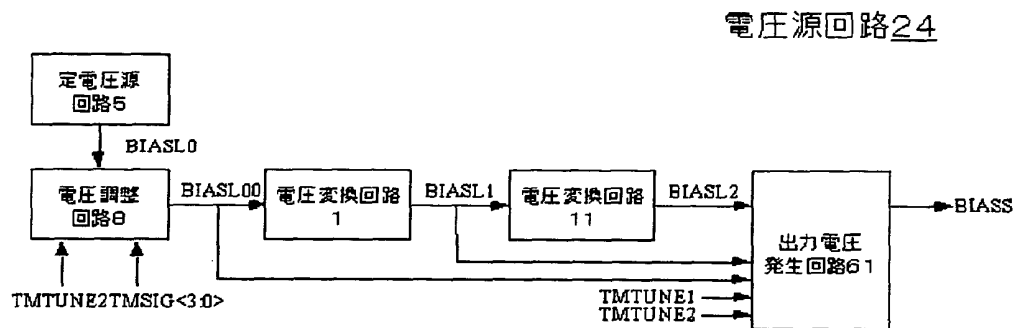 電圧源回路24
定電圧源
回路5
BIASL0
電圧調整
回路8
BIASL00
電圧変換回路
1
BIASL1
電圧変換回路
11
BIASL2
出力電圧
発生回路61
BIASS
TMTUNE2 TMSIG<3:0>
TMTUNE1
TMTUNE2